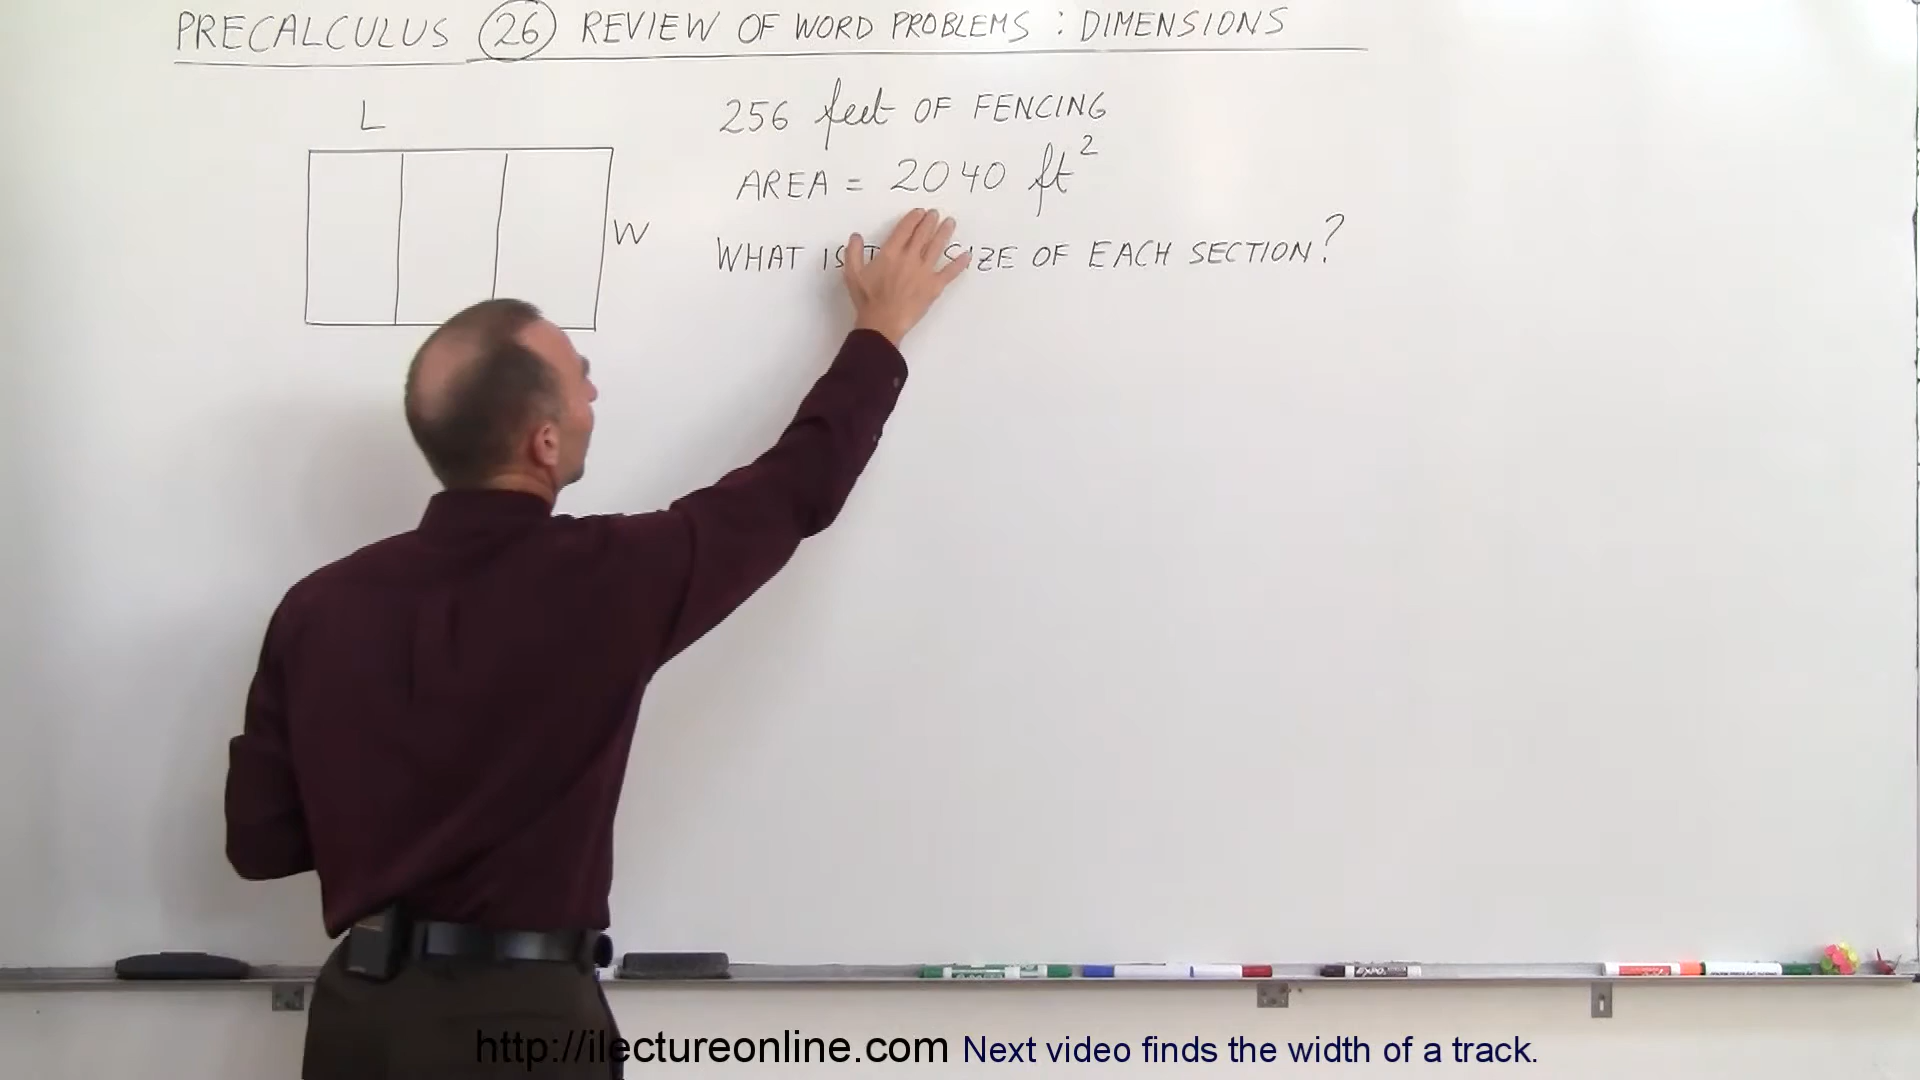 PRECALCULUS 26 REVIEW OF WORD PROBLEMS : DIMENSIONS
L
W
256 feet OF FENCING
AREA = 2040 ft²
WHAT IS SIZE OF EACH SECTION?
http://ilectureonline.com Next video finds the width of a track.